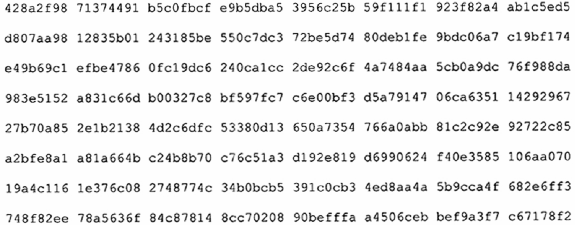 428a2f98 71374491 b5c0fbcf e9b5dba5 3956c25b 59f111f1 923f82a4 ab1c5ed5
d807aa98 12835b01 243185be 550c7dc3 72be5d74 80deb1fe 9bdc06a7 c19bf174
e49b69c1 efbe4786 0fc19dc6 240ca1cc 2de92c6f 4a7484aa 5cb0a9dc 76f988da
983e5152 a831c66d b00327c8 bf597fc7 c6e00bf3 d5a79147 06ca6351 14292967
27b70a85 2e1b2138 4d2c6dfc 53380d13 650a7354 766a0abb 81c2c92e 92722c85
a2bfe8a1 a81a664b c24b8b70 c76c51a3 d192e819 d6990624 f40e3585 106aa070
19a4c116 1e376c08 2748774c 34b0bcb5 391c0cb3 4ed8aa4a 5b9cca4f 682e6ff3
748f82ee 78a5636f 84c87814 8cc70208 90befffa a4506ceb bef9a3f7 c67178f2